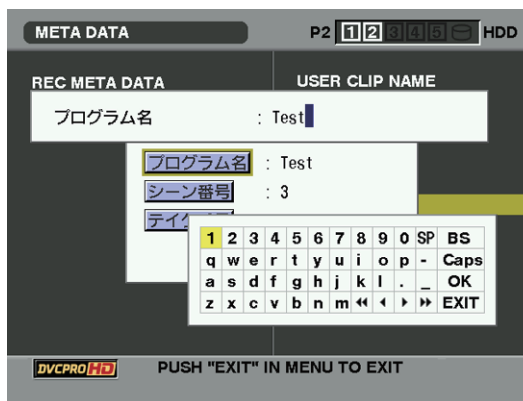 META DATA
P2 1 2 3 4 5 HDD
REC META DATA
USER CLIP NAME
プログラム名 : Test
プログラム名 : Test
シーン番号 : 3
1 2 3 4 5 6 7 8 9 0 SP BS
q w e r t y u i o p - Caps
a s d f g h j k l . _ OK
z x c v b n m ◀◀ ◀ ▶ ▶▶ EXIT
DVCPRO HD
PUSH "EXIT" IN MENU TO EXIT